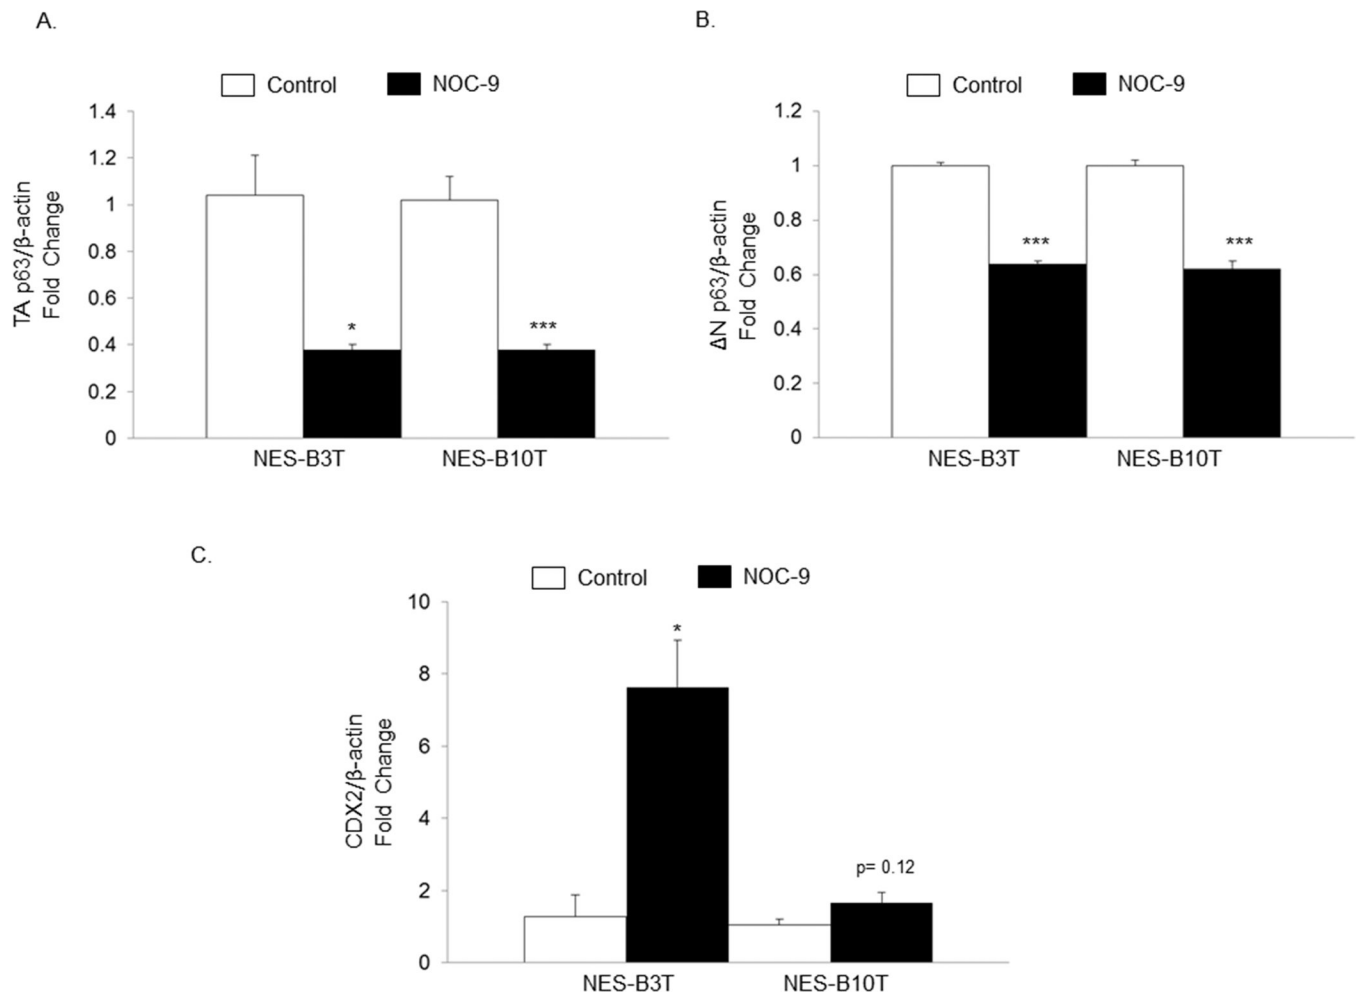 A.
Control NOC-9
TA p63/β-actin
Fold Change
1.4
1.2
1
0.8
0.6
0.4
0.2
0
*
***
NES-B3T NES-B10T
B.
Control NOC-9
ΔN p63/β-actin
Fold Change
1.2
1
0.8
0.6
0.4
0.2
0
***
***
NES-B3T NES-B10T
C.
Control NOC-9
CDX2/β-actin
Fold Change
10
8
6
4
2
0
*
p= 0.12
NES-B3T NES-B10T